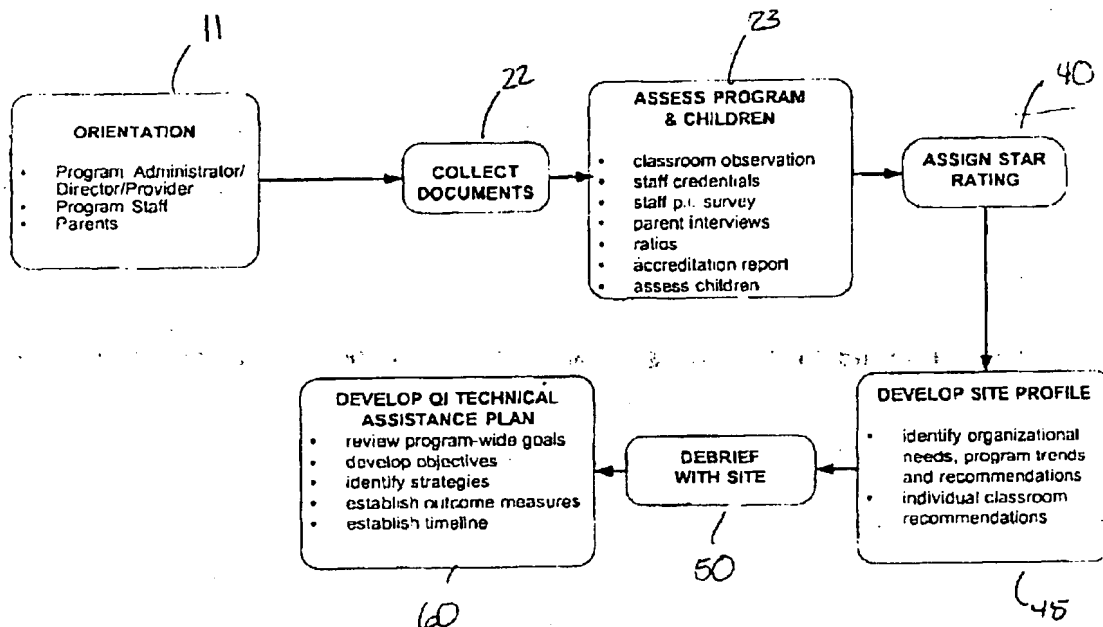 11
ORIENTATION
• Program Administrator/
Director/Provider
• Program Staff
• Parents
22
COLLECT
DOCUMENTS
23
ASSESS PROGRAM
& CHILDREN
• classroom observation
• staff credentials
• staff p.i. survey
• parent interviews
• ratios
• accreditation report
• assess children
40
ASSIGN STAR
RATING
DEVELOP SITE PROFILE
• identify organizational
needs, program trends
and recommendations
• individual classroom
recommendations
45
DEBRIEF
WITH SITE
50
DEVELOP QI TECHNICAL
ASSISTANCE PLAN
• review program-wide goals
• develop objectives
• identify strategies
• establish outcome measures
• establish timeline
60